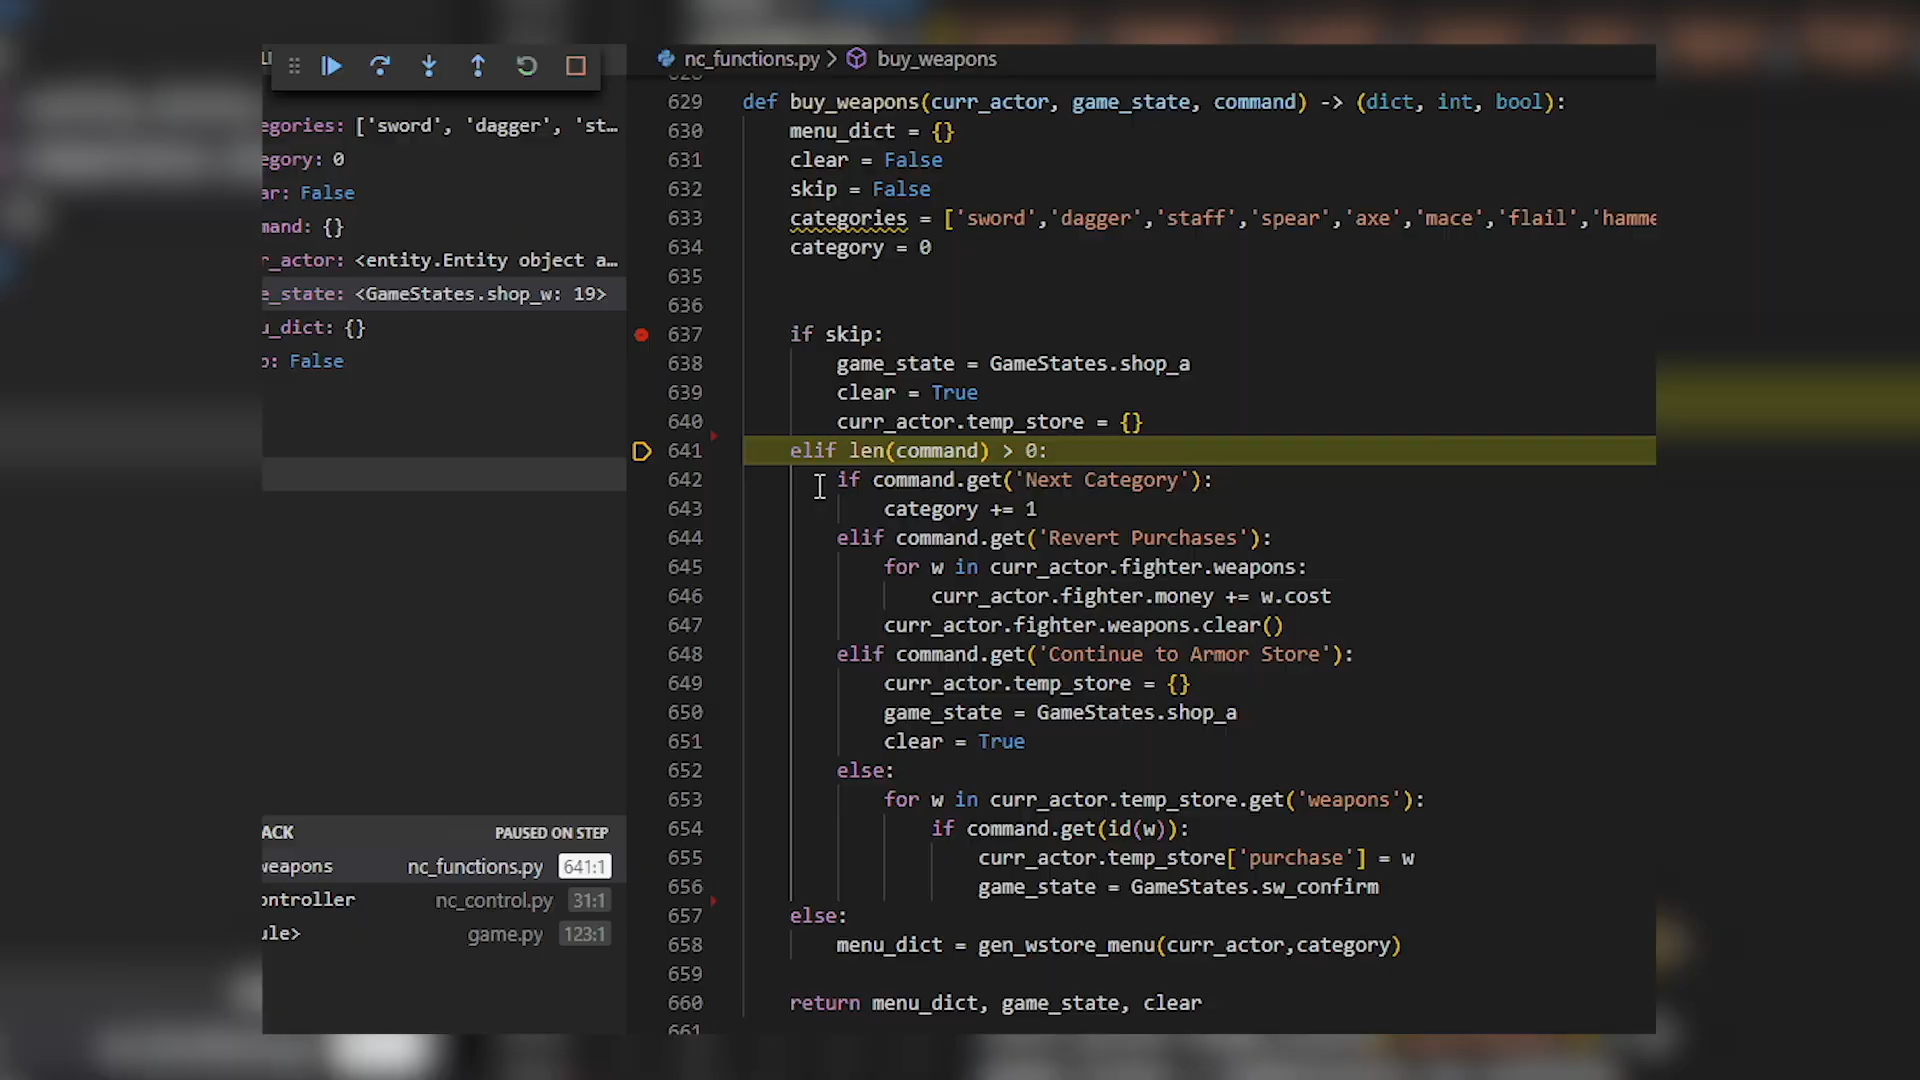 nc_functions.py > buy_weapons
egories: ['sword', 'dagger', 'st…
egory: 0
ar: False
mand: {}
r_actor: <entity.Entity object a…
e_state: <GameStates.shop_w: 19>
u_dict: {}
p: False
ACK PAUSED ON STEP
weapons nc_functions.py 641:1
ontroller nc_control.py 31:1
ule> game.py 123:1
629 def buy_weapons(curr_actor, game_state, command) -> (dict, int, bool):
630 menu_dict = {}
631 clear = False
632 skip = False
633 categories = ['sword','dagger','staff','spear','axe','mace','flail','hamme
634 category = 0
635
636
637 if skip:
638 game_state = GameStates.shop_a
639 clear = True
640 curr_actor.temp_store = {}
641 elif len(command) > 0:
642 if command.get('Next Category'):
643 category += 1
644 elif command.get('Revert Purchases'):
645 for w in curr_actor.fighter.weapons:
646 curr_actor.fighter.money += w.cost
647 curr_actor.fighter.weapons.clear()
648 elif command.get('Continue to Armor Store'):
649 curr_actor.temp_store = {}
650 game_state = GameStates.shop_a
651 clear = True
652 else:
653 for w in curr_actor.temp_store.get('weapons'):
654 if command.get(id(w)):
655 curr_actor.temp_store['purchase'] = w
656 game_state = GameStates.sw_confirm
657 else:
658 menu_dict = gen_wstore_menu(curr_actor,category)
659
660 return menu_dict, game_state, clear
661